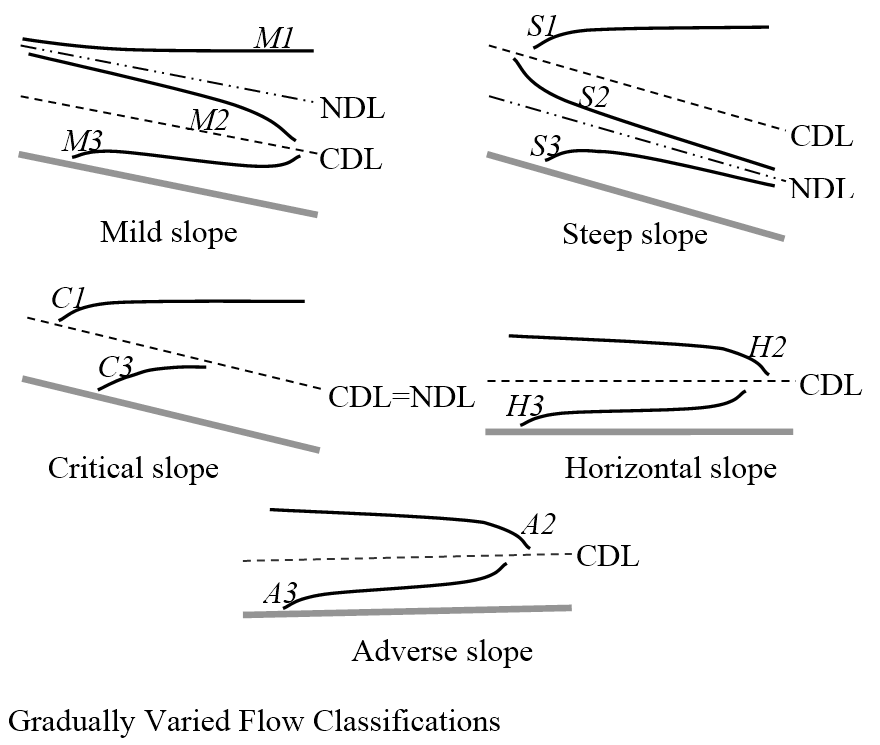 M1
NDL
M2
M3
CDL
Mild slope
S1
S2
CDL
S3
NDL
Steep slope
C1
C3
CDL=NDL
Critical slope
H2
CDL
H3
Horizontal slope
A2
CDL
A3
Adverse slope
Gradually Varied Flow Classifications